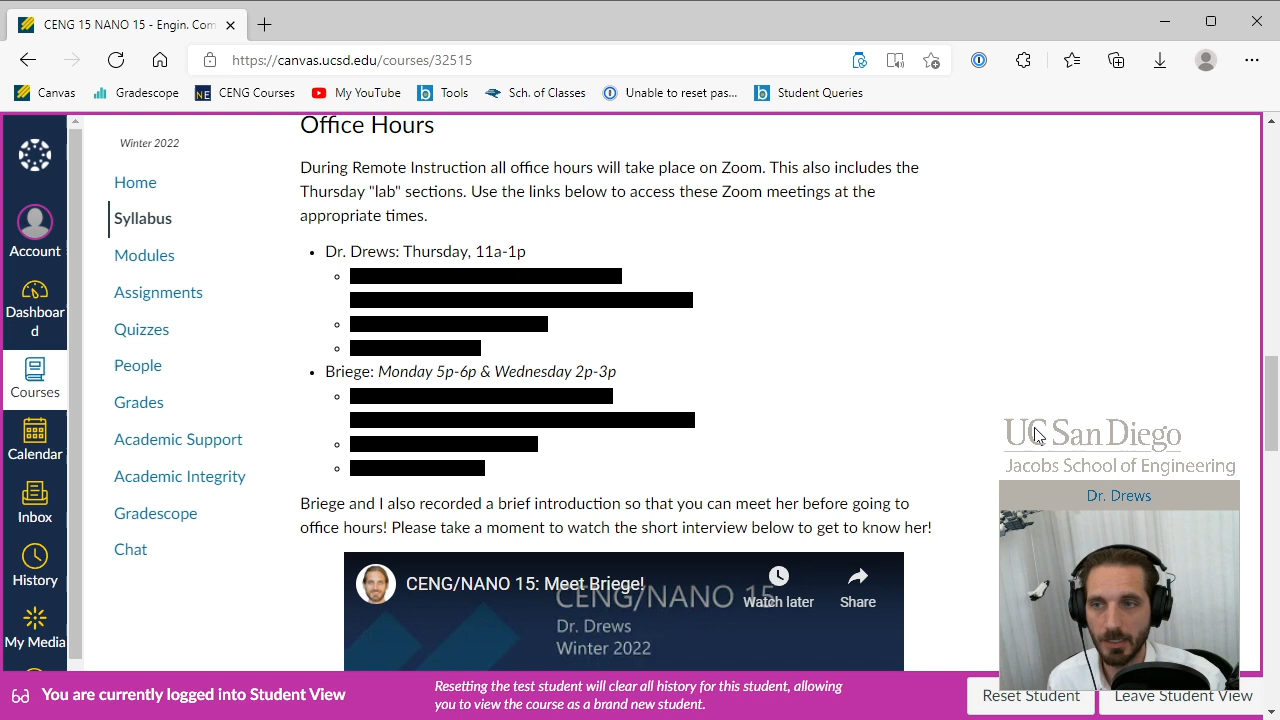 CENG 15 NANO 15 - Engin. Com
https://canvas.ucsd.edu/courses/32515
Canvas
Gradescope
NE
CENG Courses
My YouTube
Tools
Sch. of Classes
Unable to reset pas...
Student Queries
Account
Dashboar
d
Courses
Calendar
Inbox
History
My Media
Winter 2022
Home
Syllabus
Modules
Assignments
Quizzes
People
Grades
Academic Support
Academic Integrity
Gradescope
Chat
Office Hours
During Remote Instruction all office hours will take place on Zoom. This also includes the
Thursday "lab" sections. Use the links below to access these Zoom meetings at the
appropriate times.
Dr. Drews: Thursday, 11a-1p
Briege: Monday 5p-6p & Wednesday 2p-3p
Briege and I also recorded a brief introduction so that you can meet her before going to
office hours! Please take a moment to watch the short interview below to get to know her!
CENG/NANO 15: Meet Briege!
Watch later
Share
CENG/NANO 15
Dr. Drews
Winter 2022
UC San Diego
Jacobs School of Engineering
Dr. Drews
You are currently logged into Student View
Resetting the test student will clear all history for this student, allowing
you to view the course as a brand new student.
Reset Student
Leave Student View